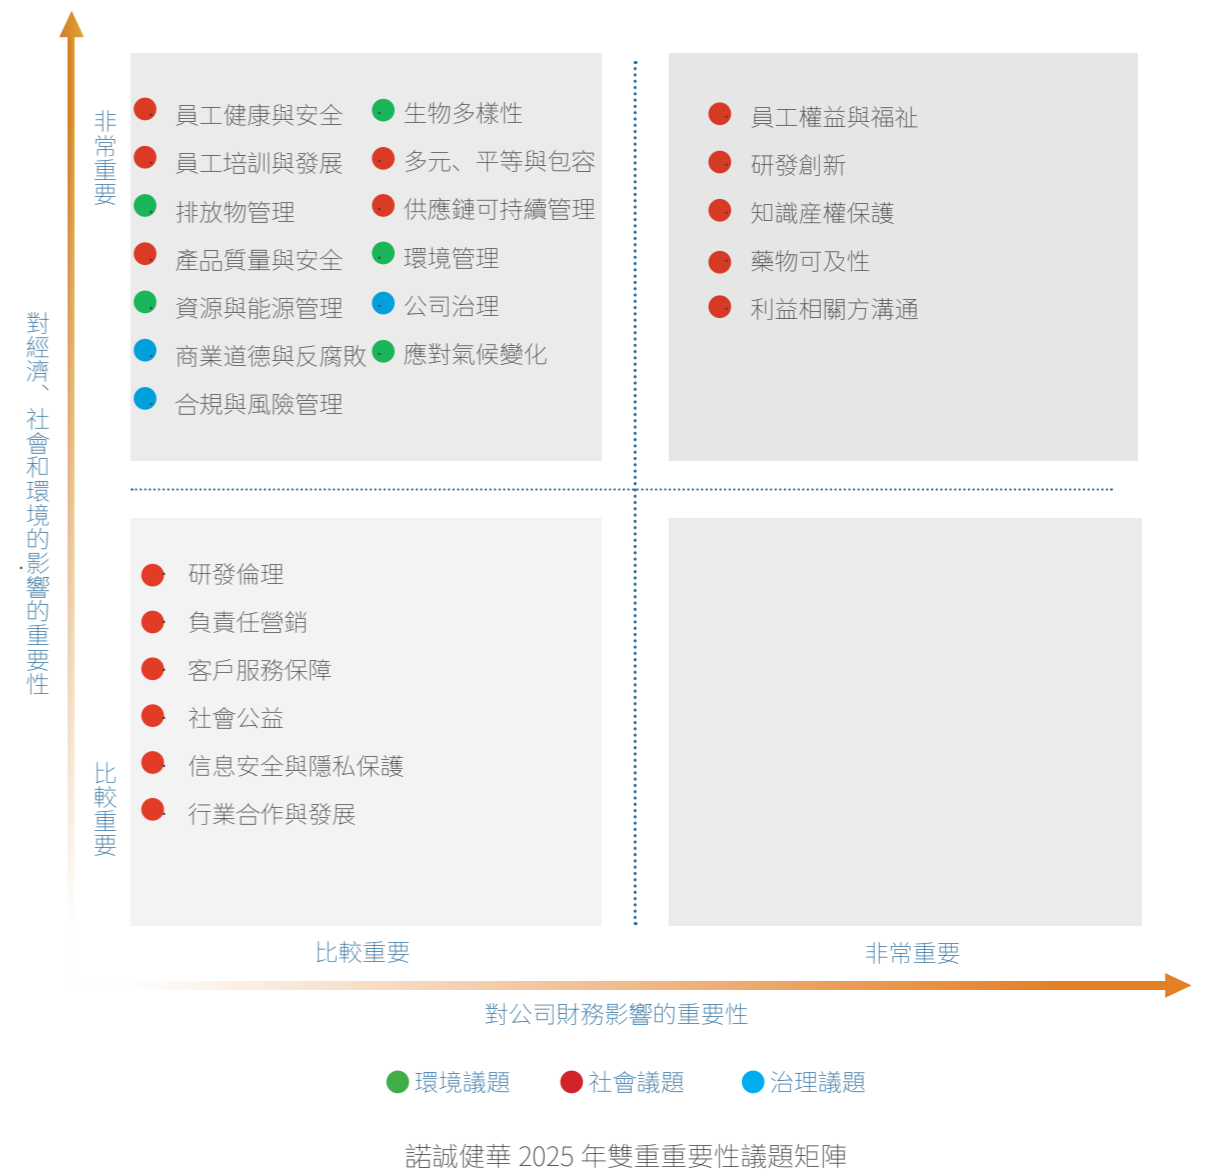 非常重要
對經濟、社會和環境的影響的重要性
比較重要
員工健康與安全
員工培訓與發展
排放物管理
產品質量與安全
資源與能源管理
商業道德與反腐敗
合規與風險管理
生物多樣性
多元、平等與包容
供應鏈可持續管理
環境管理
公司治理
應對氣候變化
員工權益與福祉
研發創新
知識産權保護
藥物可及性
利益相關方溝通
研發倫理
負責任營銷
客戶服務保障
社會公益
信息安全與隱私保護
行業合作與發展
比較重要
非常重要
對公司財務影響的重要性
環境議題
社會議題
治理議題
諾誠健華 2025 年雙重重要性議題矩陣